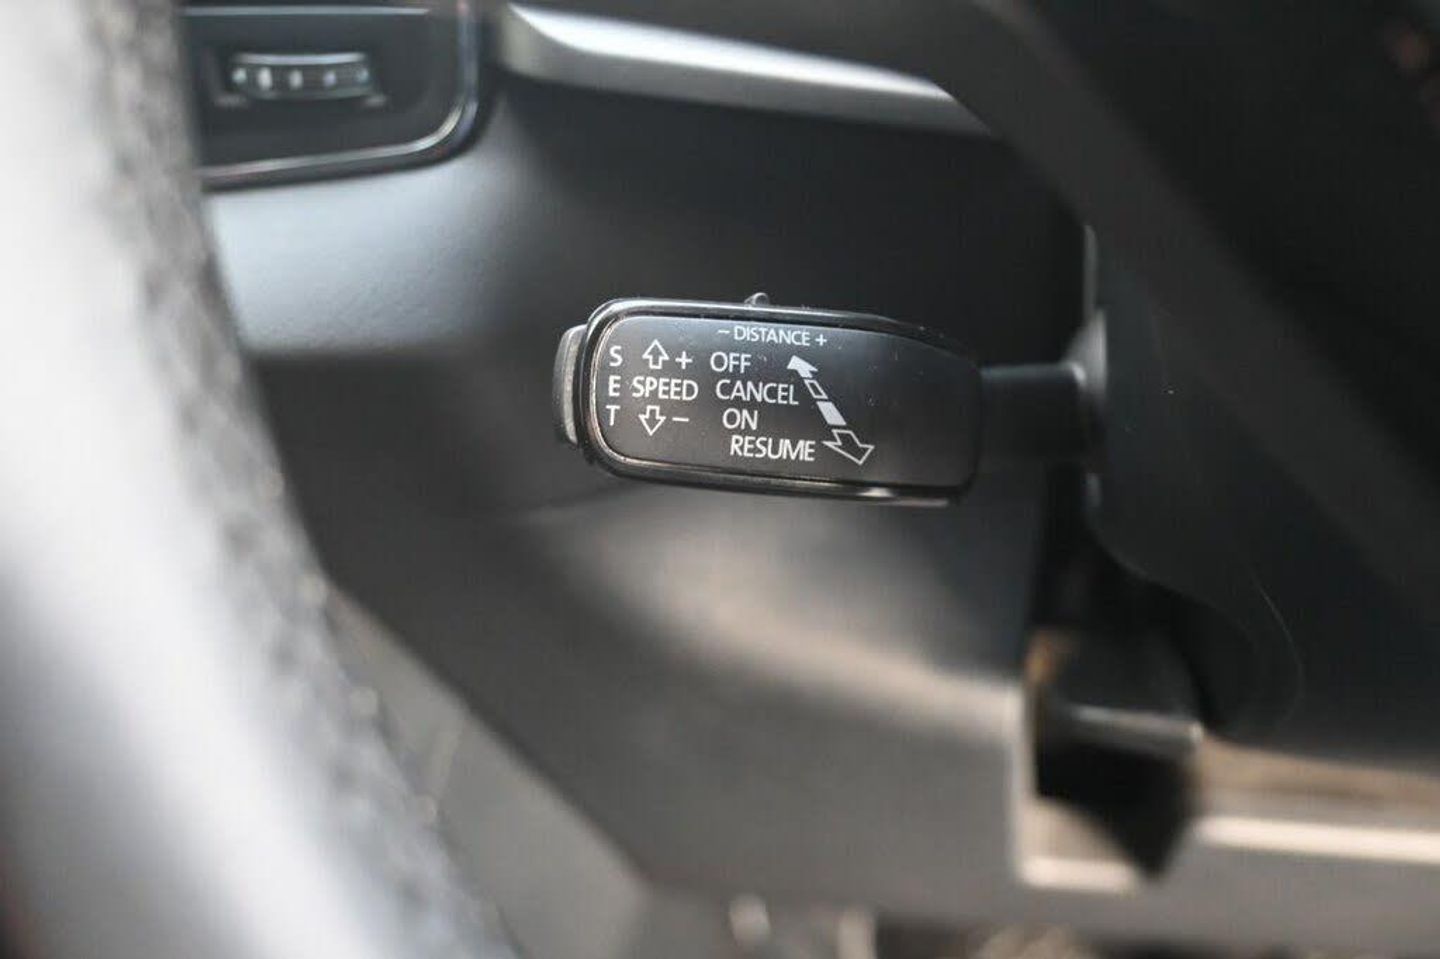 − DISTANCE +
S + OFF
E SPEED CANCEL
T − ON
RESUME